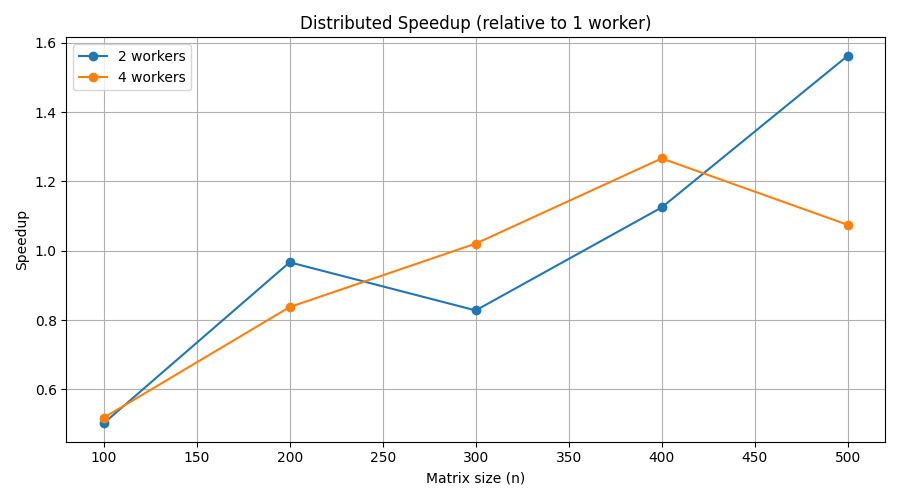 Distributed Speedup (relative to 1 worker)
2 workers
4 workers
Speedup
1.6
1.4
1.2
1.0
0.8
0.6
100 150 200 250 300 350 400 450 500
Matrix size (n)